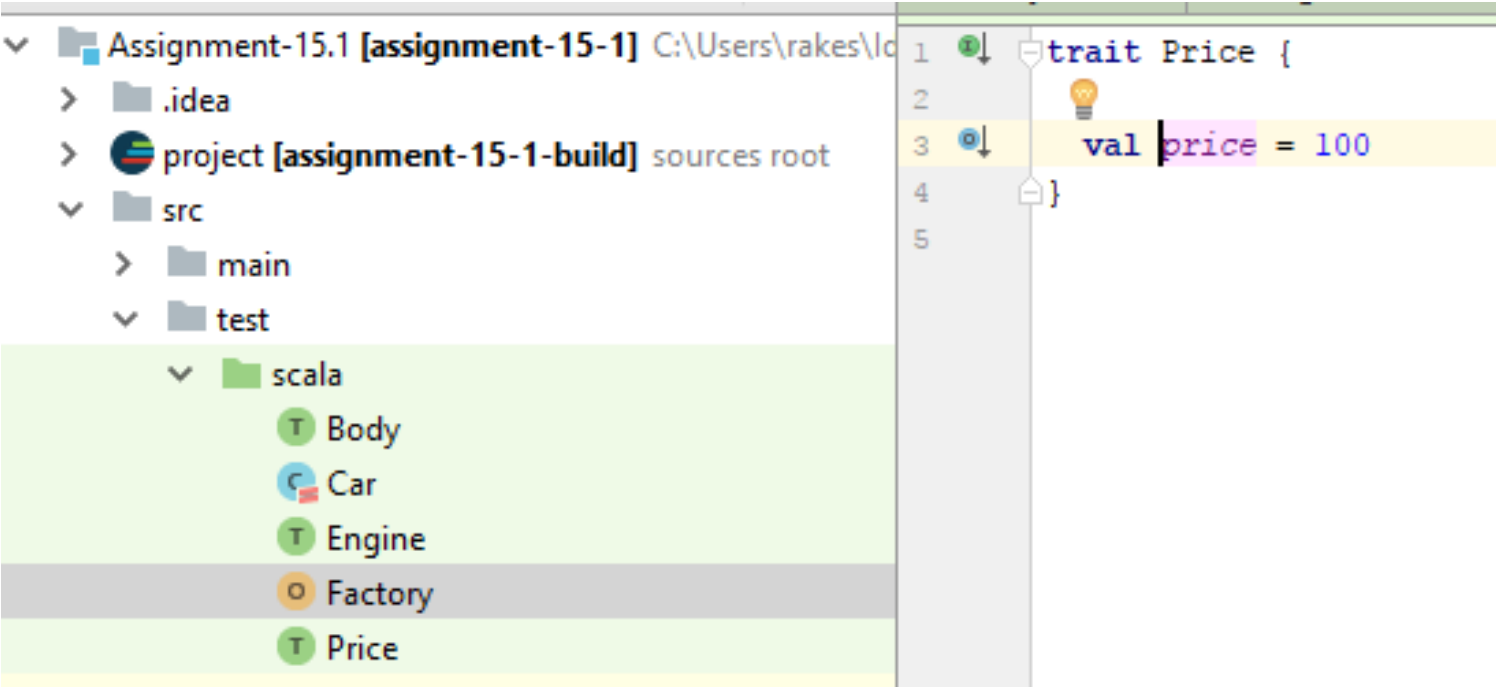 Assignment-15.1 [assignment-15-1] C:\Users\rakes\Id
.idea
project [assignment-15-1-build] sources root
src
main
test
scala
T Body
C Car
T Engine
O Factory
T Price
1 trait Price {
2
3 val price = 100
4 }
5